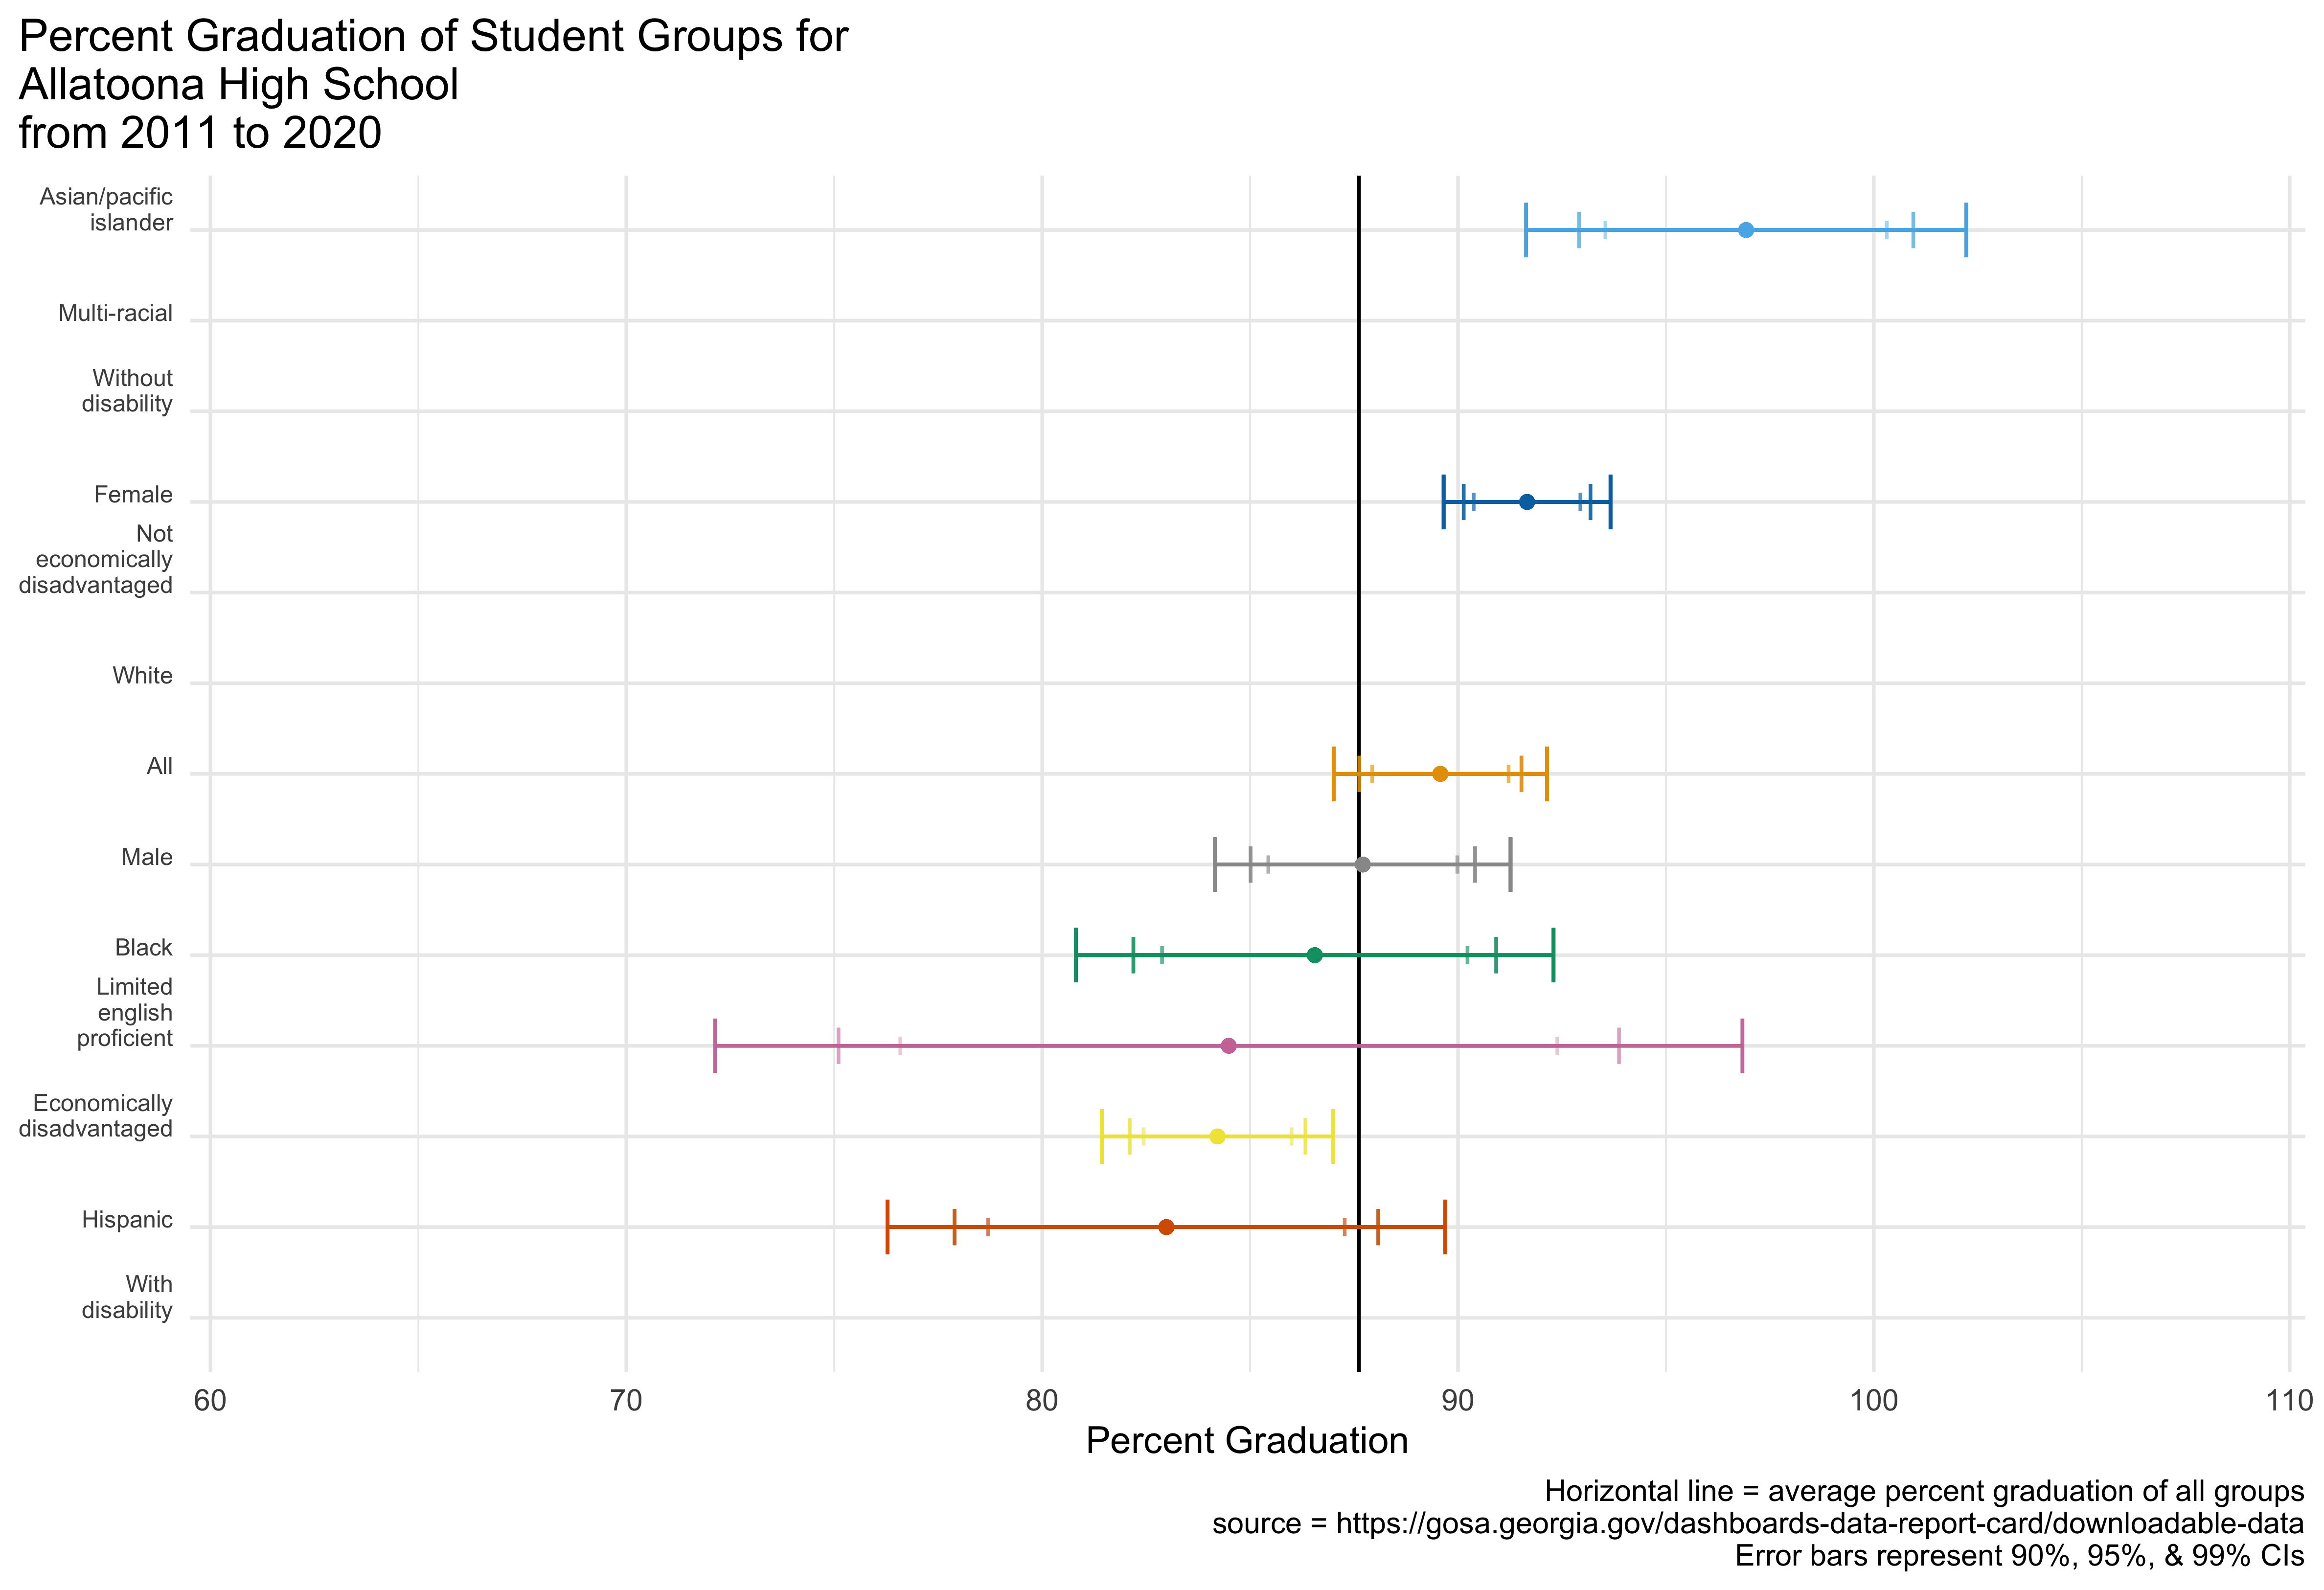 Percent Graduation of Student Groups for
Allatoona High School
from 2011 to 2020
Asian/pacific
islander
Multi-racial
Without
disability
Female
Not
economically
disadvantaged
White
All
Male
Black
Limited
english
proficient
Economically
disadvantaged
Hispanic
With
disability
60 70 80 90 100 110
Percent Graduation
Horizontal line = average percent graduation of all groups
source = https://gosa.georgia.gov/dashboards-data-report-card/downloadable-data
Error bars represent 90%, 95%, & 99% CIs